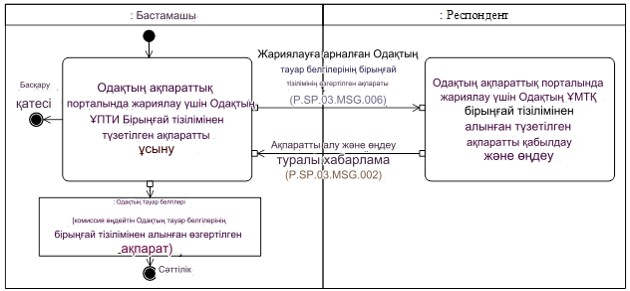 : Бастамашы
: Респондент
Басқару
қатесі
Одақтың ақпараттық
порталында жариялау үшін Одақтың
ҰПТИ Бірыңғай тізілімінен
түзетілген ақпаратты
ұсыну
Жариялауға арналған Одақтың
тауар белгілерінің бірыңғай
тізілімінің өзгертілген ақпараты
(P.SP.03.MSG.006)
Ақпаратты алу және өңдеу
туралы хабарлама
(P.SP.03.MSG.002)
Одақтың ақпараттық порталында
жариялау үшін Одақтың ҰМТҚ
бірыңғай тізілімінен
алынған түзетілген
ақпаратты қабылдау
және өңдеу
: Одақтың тауар белгілері
[комиссия өңдейтін Одақтың тауар белгілерінің
бірыңғай тізілімінен алынған өзгертілген
ақпарат)
Сәттілік